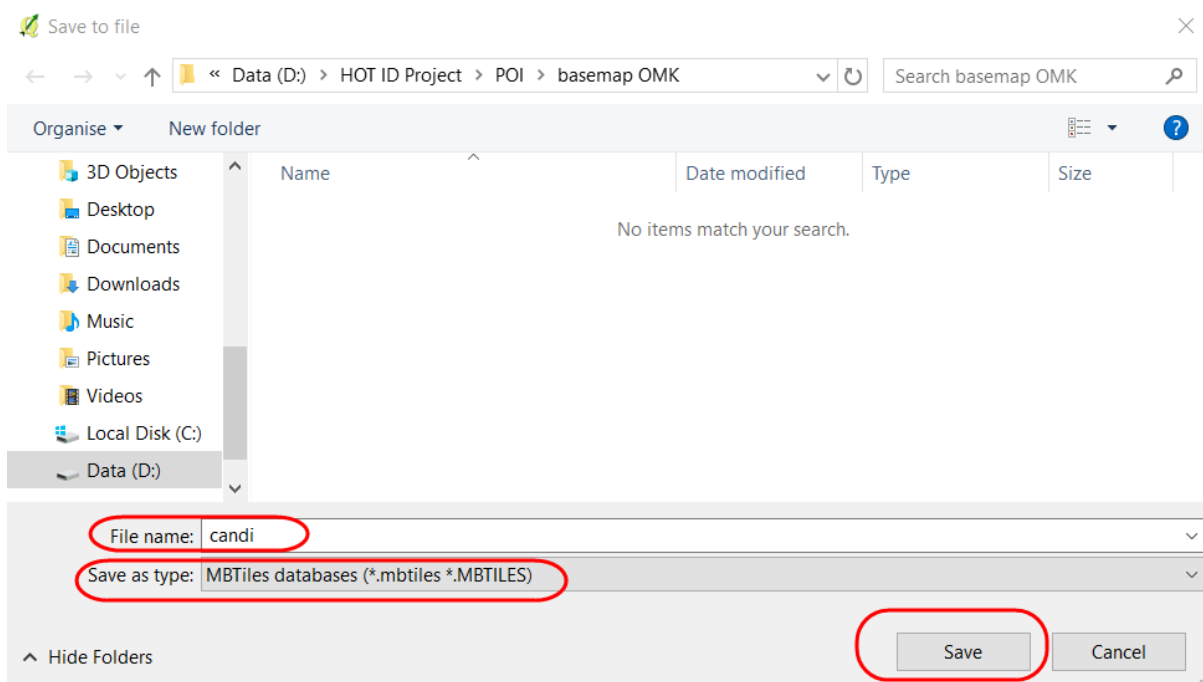 Save to file
« Data (D:) > HOT ID Project > POI > basemap OMK
Search basemap OMK
Organise New folder
?
Name Date modified Type Size
No items match your search.
3D Objects
Desktop
Documents
Downloads
Music
Pictures
Videos
Local Disk (C:)
Data (D:)
File name: candi
Save as type: MBTiles databases (*.mbtiles *.MBTILES)
Hide Folders
Save
Cancel